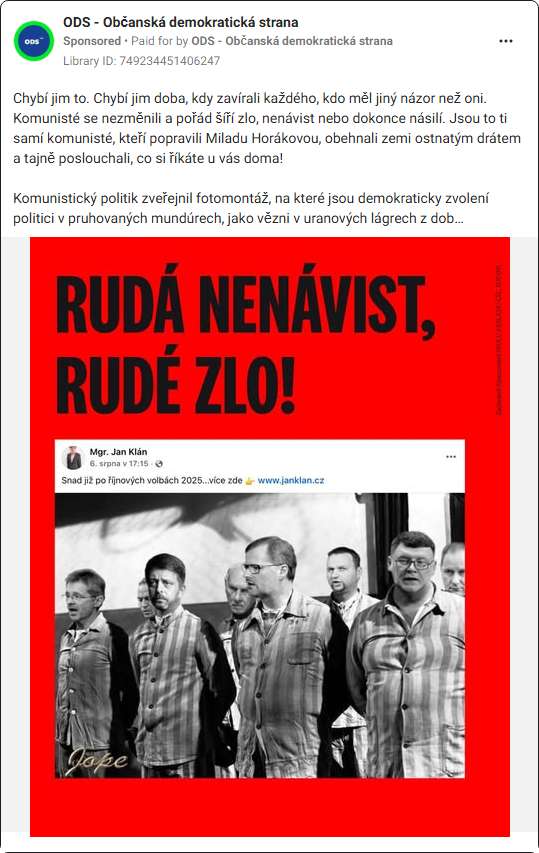 ODS - Občanská demokratická strana
Sponsored • Paid for by ODS - Občanská demokratická strana
Library ID: 749234451406247
Chybí jim to. Chybí jim doba, kdy zavírali každého, kdo měl jiný názor než oni.
Komunisté se nezměnili a pořád šíří zlo, nenávist nebo dokonce násilí. Jsou to ti
samí komunisté, kteří popravili Miladu Horákovou, obehnali zemi ostnatým drátem
a tajně poslouchali, co si říkáte u vás doma!
Komunistický politik zveřejnil fotomontáž, na které jsou demokraticky zvolení
politici v pruhovaných mundúrech, jako vězni v uranových lágrech z dob...
ODS
RUDÁ NENÁVIST,
RUDÉ ZLO!
Mgr. Jan Klán
6. srpna v 17:15
Snad již po říjnových volbách 2025...více zde 👉 www.janklan.cz
Jape